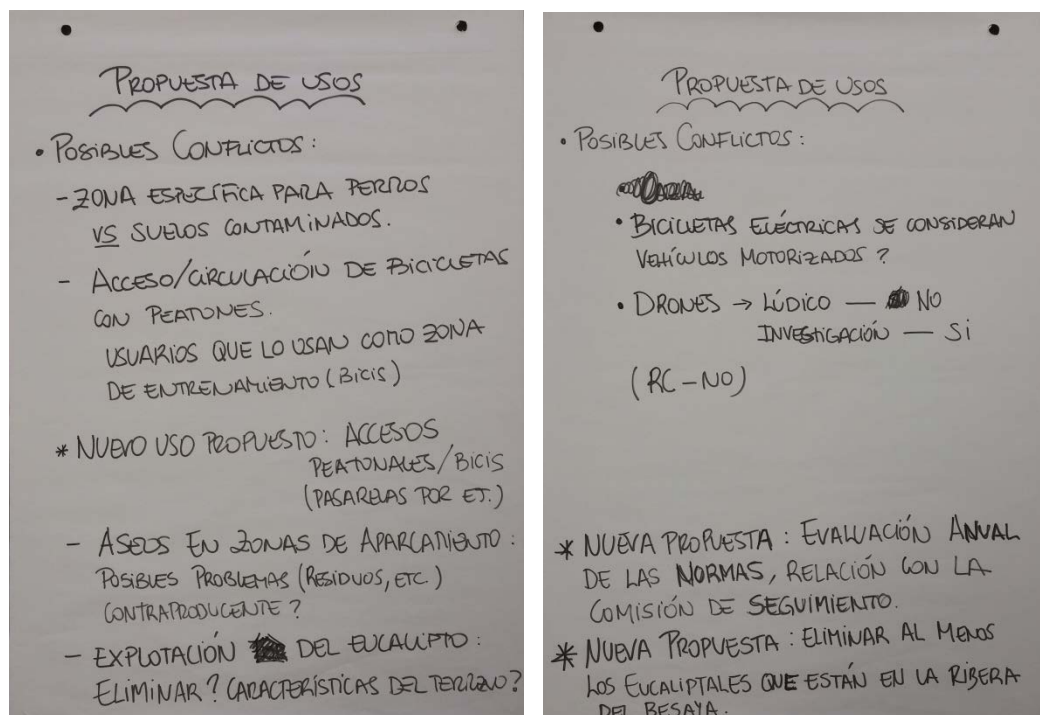 PROPUESTA DE USOS
• POSIBLES CONFLICTOS:
- ZONA ESPECÍFICA PARA PERROS
VS SUELOS CONTAMINADOS.
- ACCESO/CIRCULACIÓN DE BICICLETAS
CON PEATONES.
USUARIOS QUE LO USAN COMO ZONA
DE ENTRENAMIENTO (BICIS)
* NUEVO USO PROPUESTO: ACCESOS
PEATONALES/BICIS
(PASARELAS POR EJ.)
- ASEOS EN ZONAS DE APARCAMIENTO:
POSIBLES PROBLEMAS (RESIDUOS, ETC.)
CONTRAPRODUCENTE?
- EXPLOTACIÓN DEL EUCALIPTO:
ELIMINAR? CARACTERÍSTICAS DEL TERRENO?
PROPUESTA DE USOS
• POSIBLES CONFLICTOS:
• BICICLETAS ELÉCTRICAS SE CONSIDERAN
VEHÍCULOS MOTORIZADOS?
• DRONES → LÚDICO — NO
INVESTIGACIÓN — SI
(RC - NO)
* NUEVA PROPUESTA: EVALUACIÓN ANUAL
DE LAS NORMAS, RELACIÓN CON LA
COMISIÓN DE SEGUIMIENTO.
* NUEVA PROPUESTA: ELIMINAR AL MENOS
LOS EUCALIPTALES QUE ESTÁN EN LA RIBERA
DEL BESAYA.